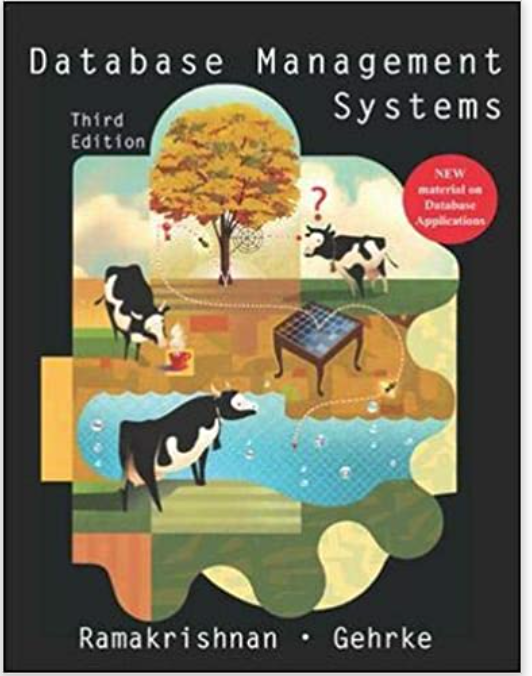 Database Management
Systems
Third
Edition
NEW
material on
Database
Applications
?
Ramakrishnan • Gehrke